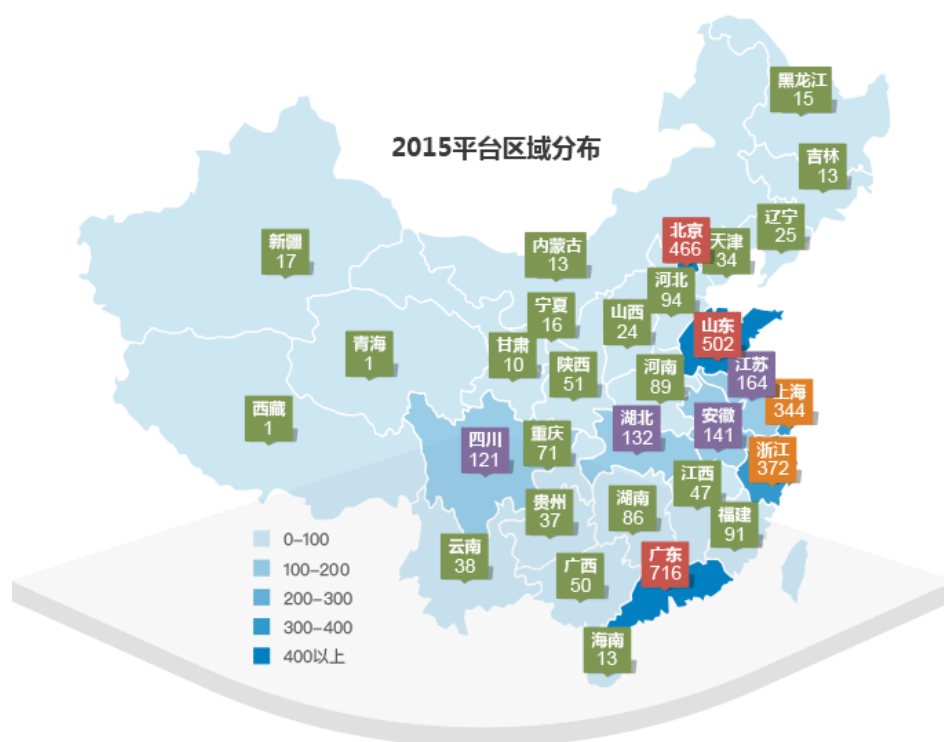 2015平台区域分布
黑龙江
15
吉林
13
辽宁
25
北京
466
天津
34
新疆
17
内蒙古
13
河北
94
宁夏
16
山西
24
山东
502
青海
1
甘肃
10
陕西
51
河南
89
江苏
164
上海
344
西藏
1
四川
121
重庆
71
湖北
132
安徽
141
浙江
372
江西
47
贵州
37
湖南
86
福建
91
云南
38
广西
50
广东
716
海南
13
0-100
100-200
200-300
300-400
400以上